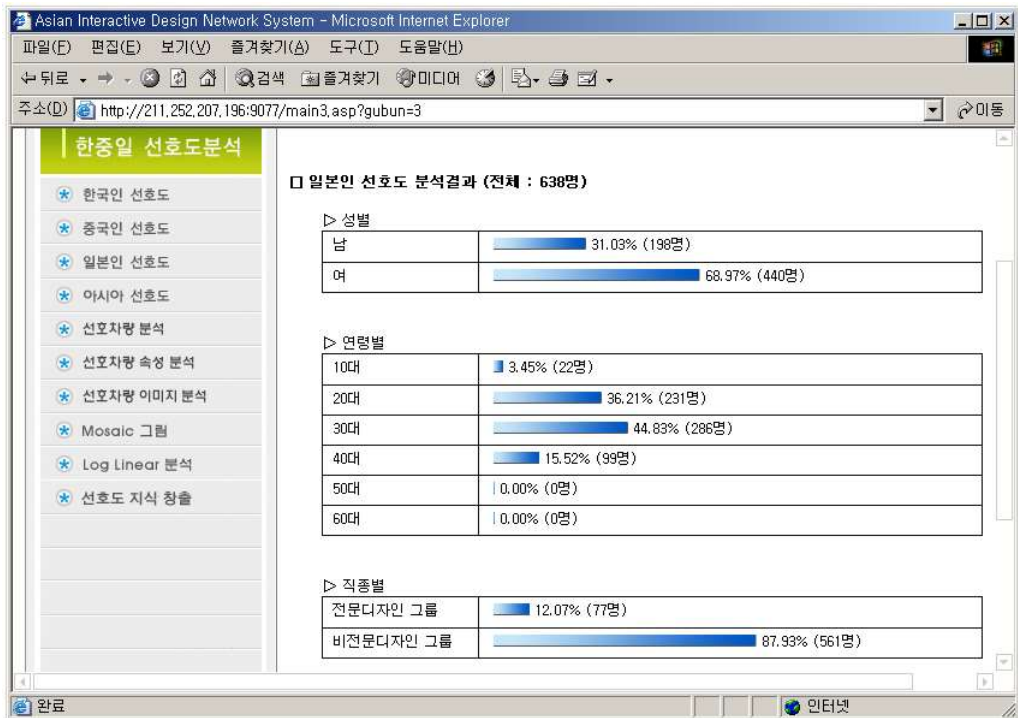 Asian Interactive Design Network System - Microsoft Internet Explorer
파일(F) 편집(E) 보기(V) 즐겨찾기(A) 도구(T) 도움말(H)
뒤로 검색 즐겨찾기 미디어
주소(D) http://211,252,207,196:9077/main3,asp?gubun=3 이동
한중일 선호도분석
한국인 선호도
중국인 선호도
일본인 선호도
아시아 선호도
선호차량 분석
선호차량 속성 분석
선호차량 이미지 분석
Mosaic 그림
Log Linear 분석
선호도 지식 창출
□ 일본인 선호도 분석결과 (전체 : 638명)
▷ 성별
남 31.03% (198명)
여 68.97% (440명)
▷ 연령별
10대 3.45% (22명)
20대 36.21% (231명)
30대 44.83% (286명)
40대 15.52% (99명)
50대 0.00% (0명)
60대 0.00% (0명)
▷ 직종별
전문디자인 그룹 12.07% (77명)
비전문디자인 그룹 87.93% (561명)
완료 인터넷